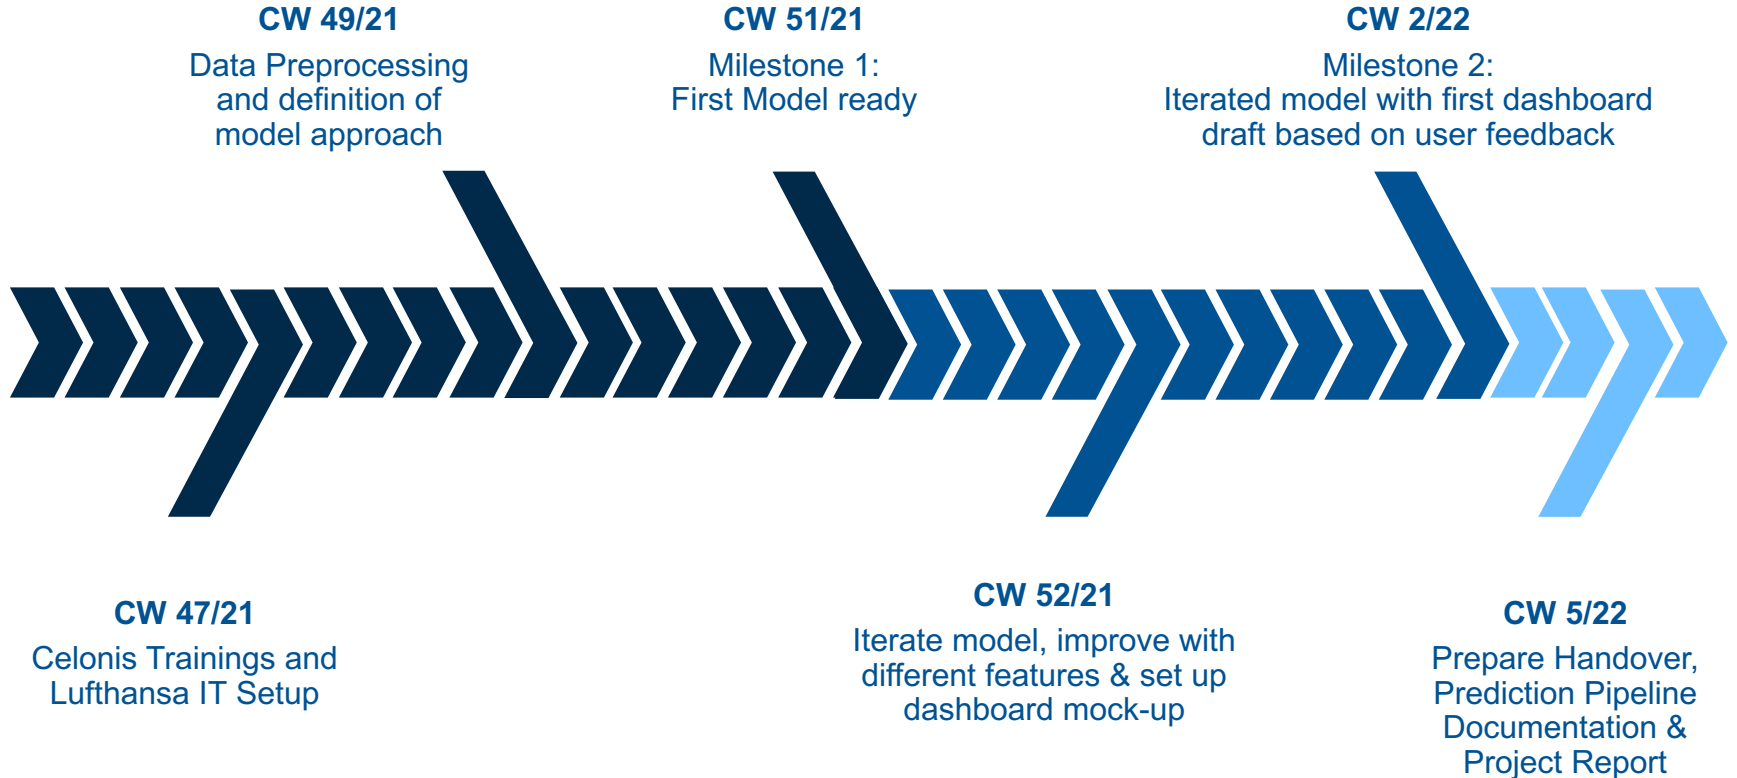 CW 49/21
Data Preprocessing
and definition of
model approach
CW 51/21
Milestone 1:
First Model ready
CW 2/22
Milestone 2:
Iterated model with first dashboard
draft based on user feedback
CW 47/21
Celonis Trainings and
Lufthansa IT Setup
CW 52/21
Iterate model, improve with
different features & set up
dashboard mock-up
CW 5/22
Prepare Handover,
Prediction Pipeline
Documentation &
Project Report